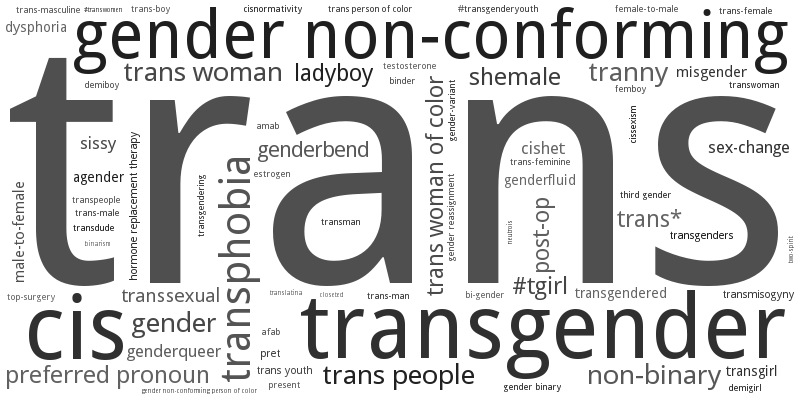 trans-masculine #transwomen trans-boy cisnormativity trans person of color #transgenderyouth female-to-male trans-female
dysphoria gender non-conforming
trans woman ladyboy testosterone shemale tranny misgender
demiboy binder femboy transwoman
trans
sissy
amab
genderbend
trans woman of color
gender-variant
cishet
cissexism
sex-change
trans-feminine
agender
hormone replacement therapy
estrogen
genderfluid
male-to-female
transpeople
transgendering
transphobia
gender reassignment
third gender
trans-male
transman
neutrois
post-op
trans*
transdude
transgenders
binarism
two-spirit
top-surgery transsexual translatina closeted trans-man bi-gender #tgirl transgendered transmisogyny
cis gender afab transgender
genderqueer pret
preferred pronoun trans youth trans people non-binary transgirl
present gender binary demigirl
gender non-conforming person of color